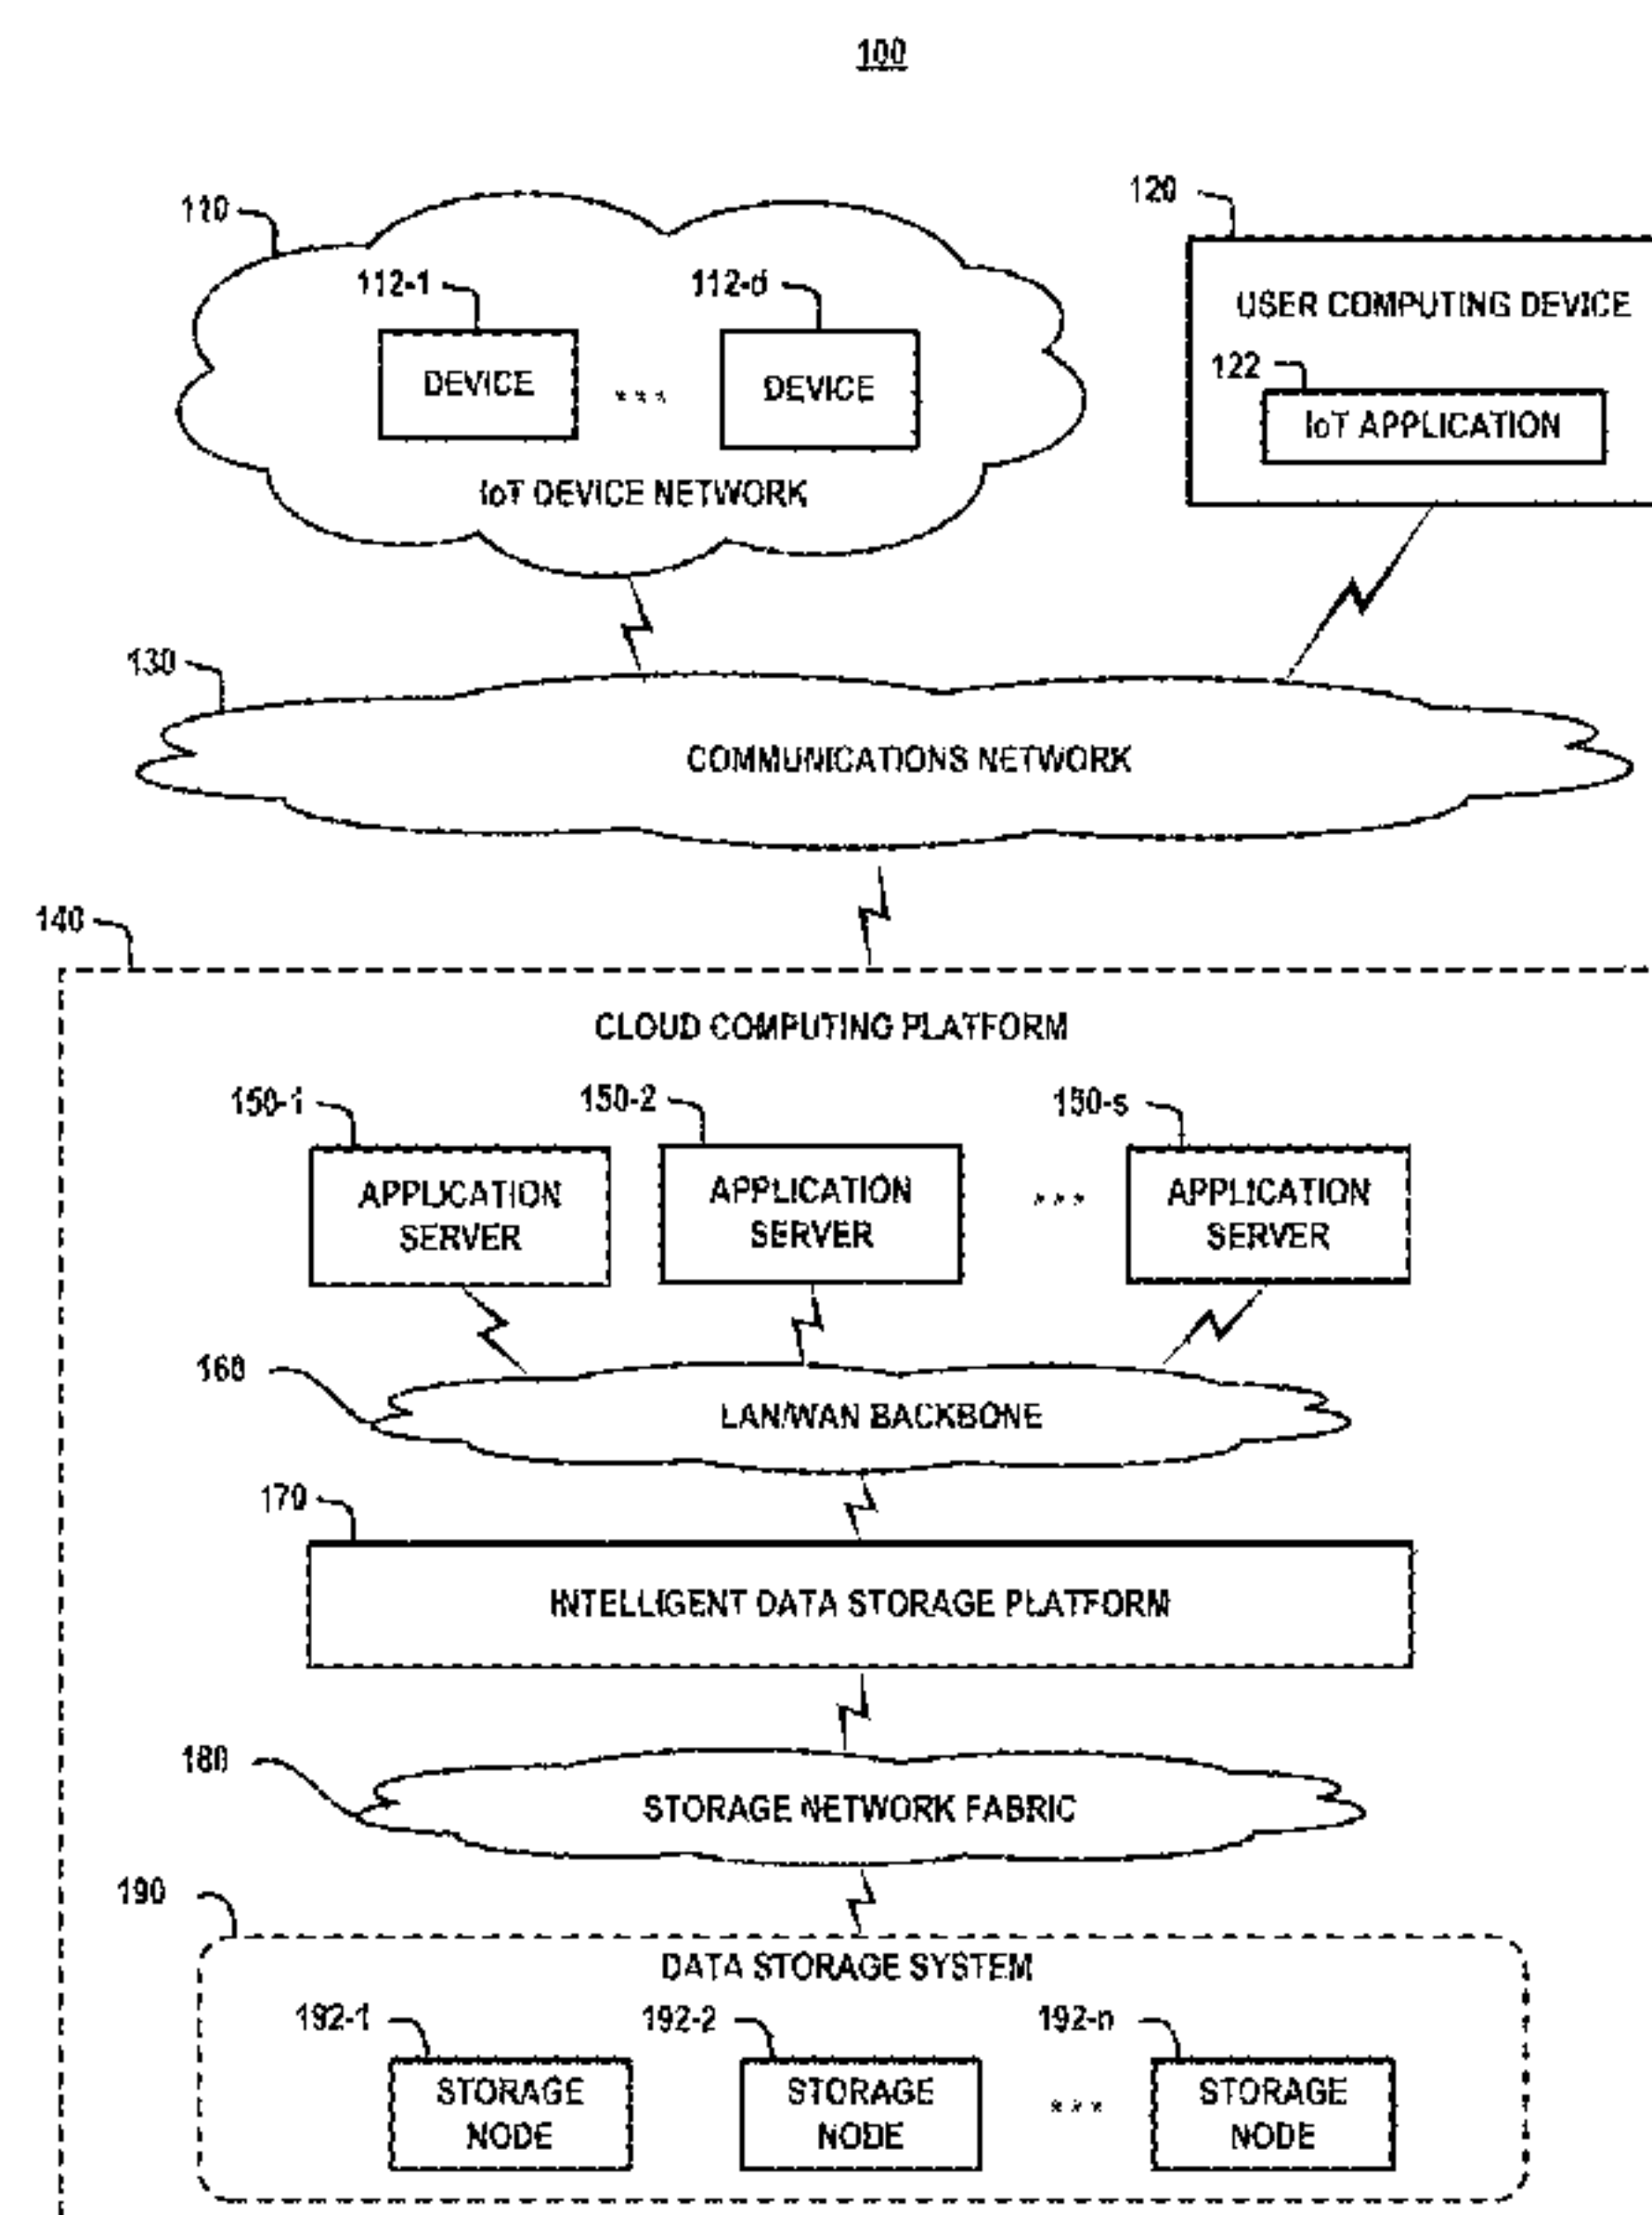 100
110
120
112-1
112-d
USER COMPUTING DEVICE
122
DEVICE
***
DEVICE
IoT APPLICATION
IoT DEVICE NETWORK
130
COMMUNICATIONS NETWORK
140
CLOUD COMPUTING PLATFORM
150-1
150-2
150-s
APPLICATION
SERVER
APPLICATION
SERVER
***
APPLICATION
SERVER
160
LAN/WAN BACKBONE
170
INTELLIGENT DATA STORAGE PLATFORM
180
STORAGE NETWORK FABRIC
190
DATA STORAGE SYSTEM
192-1
192-2
192-n
STORAGE
NODE
STORAGE
NODE
***
STORAGE
NODE